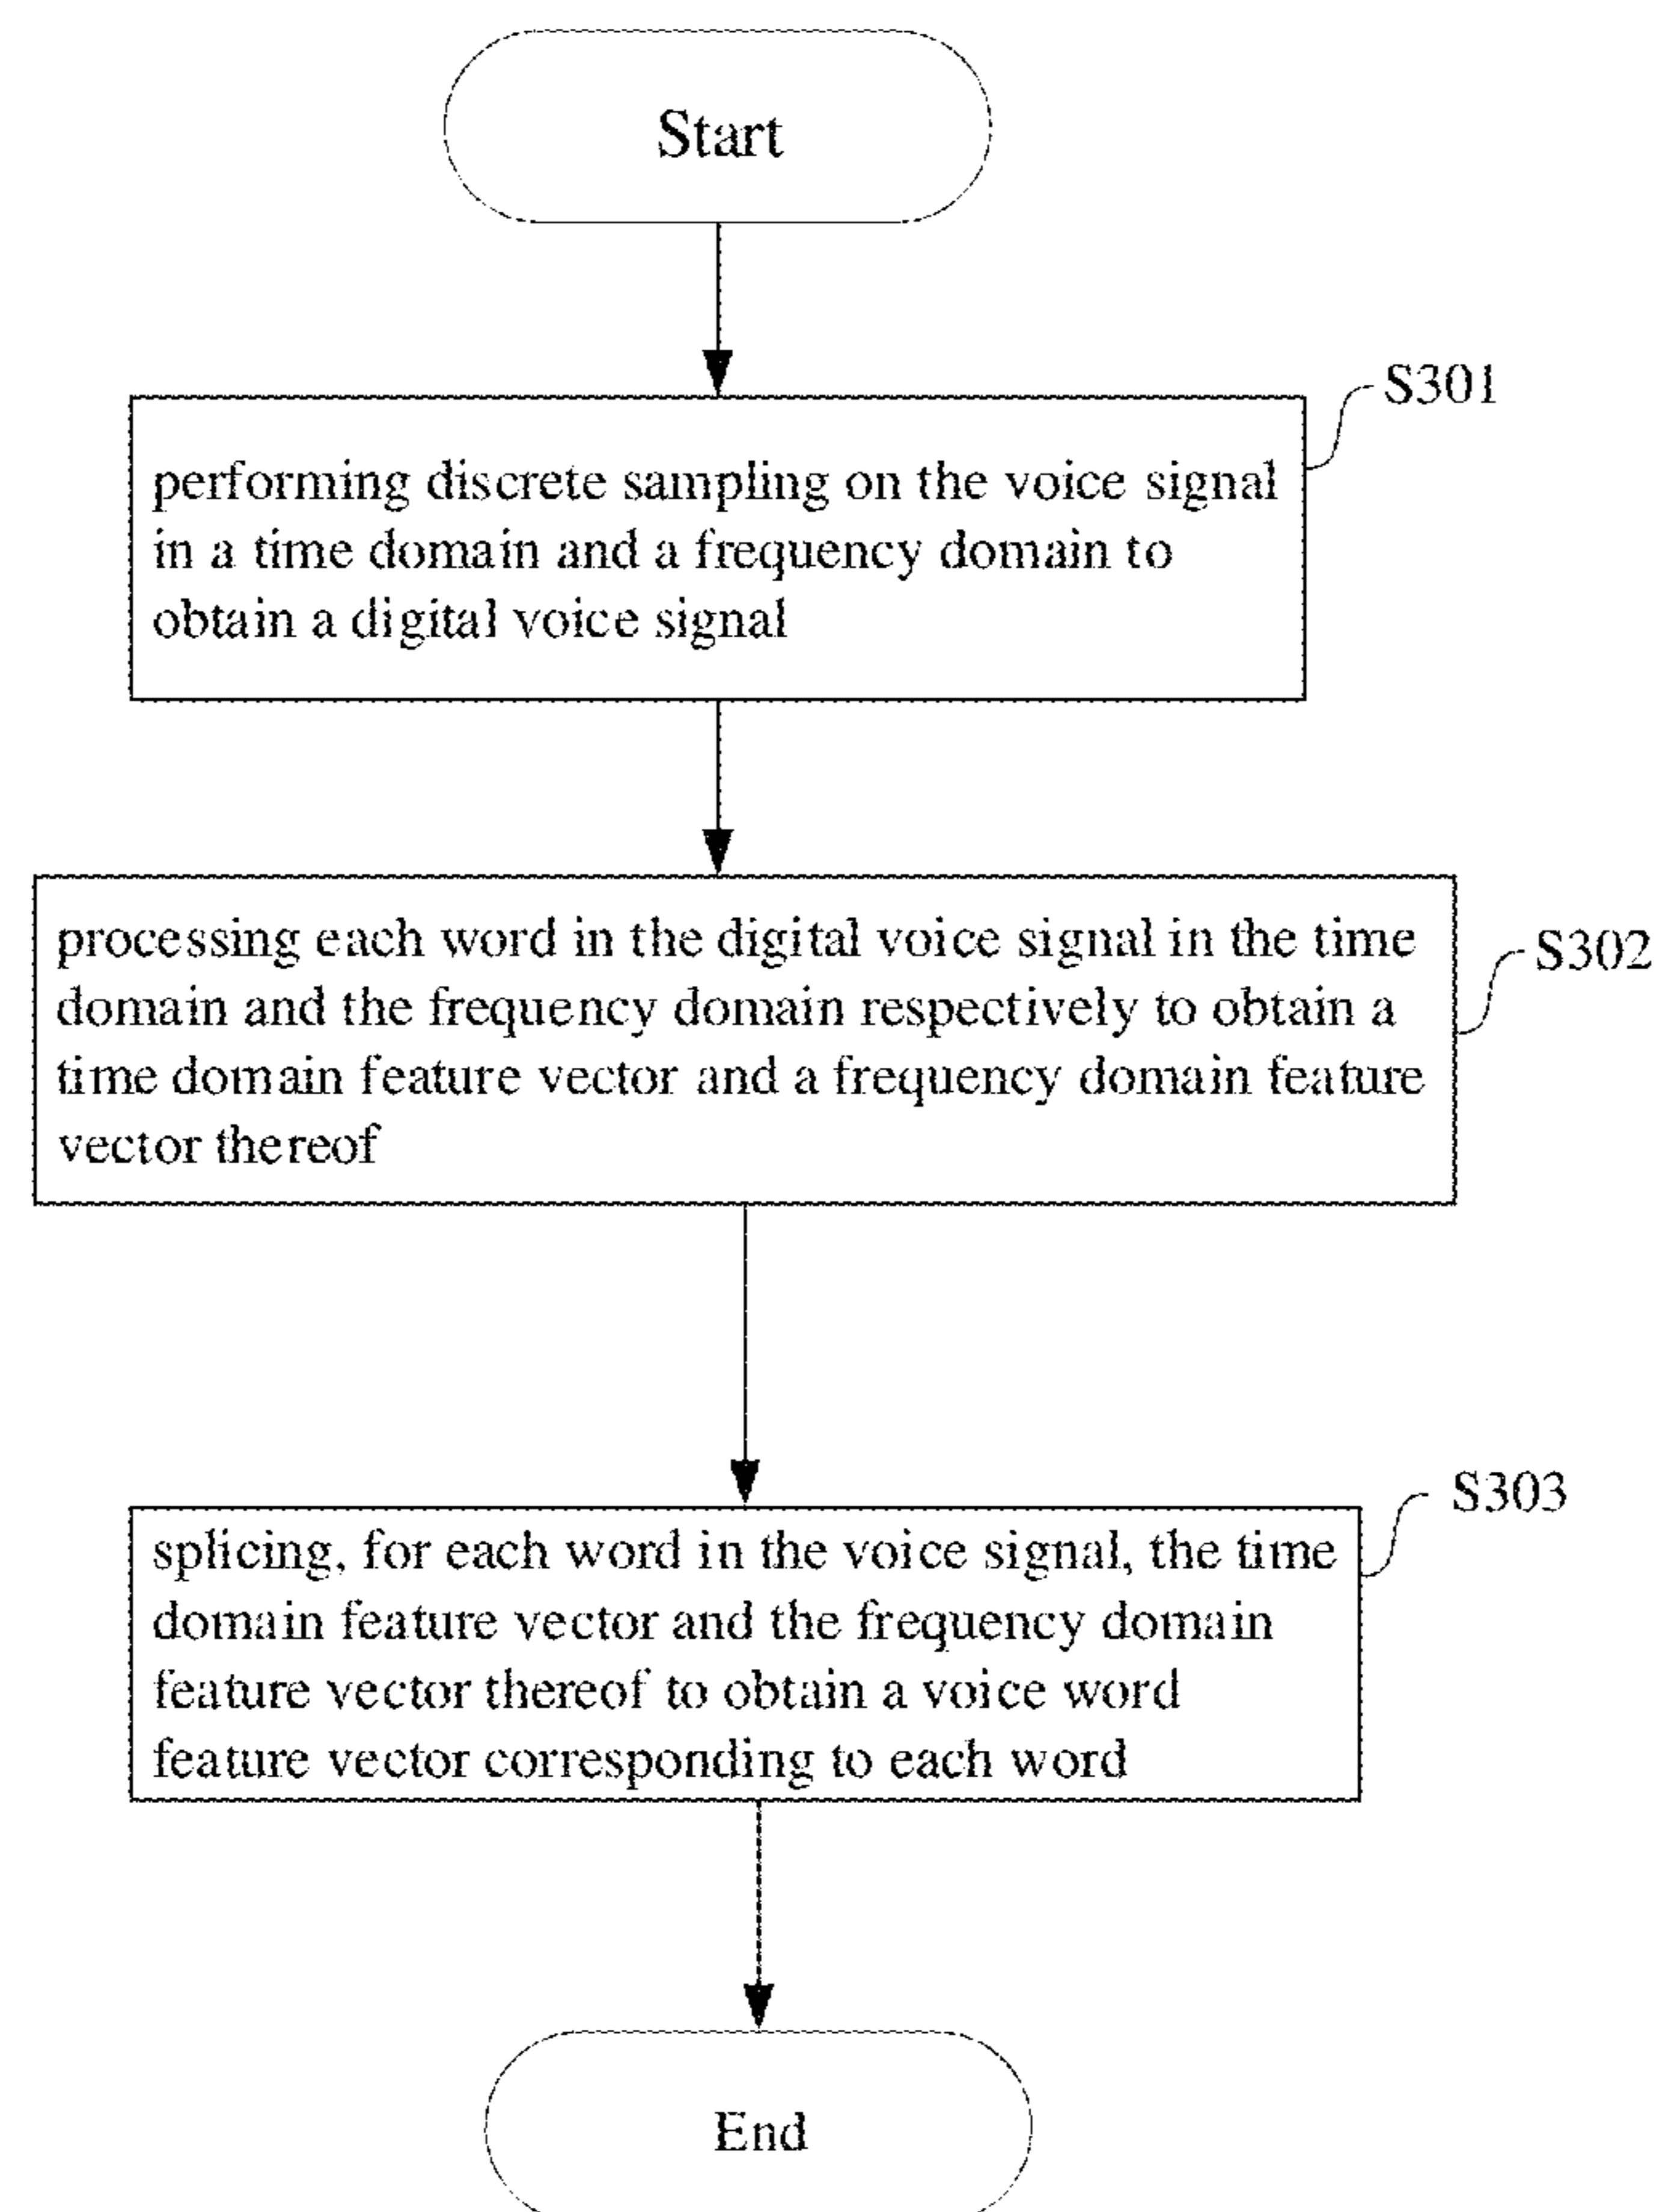 Start
S301
performing discrete sampling on the voice signal
in a time domain and a frequency domain to
obtain a digital voice signal
processing each word in the digital voice signal in the time
domain and the frequency domain respectively to obtain a
time domain feature vector and a frequency domain feature
vector thereof
S302
S303
splicing, for each word in the voice signal, the time
domain feature vector and the frequency domain
feature vector thereof to obtain a voice word
feature vector corresponding to each word
End